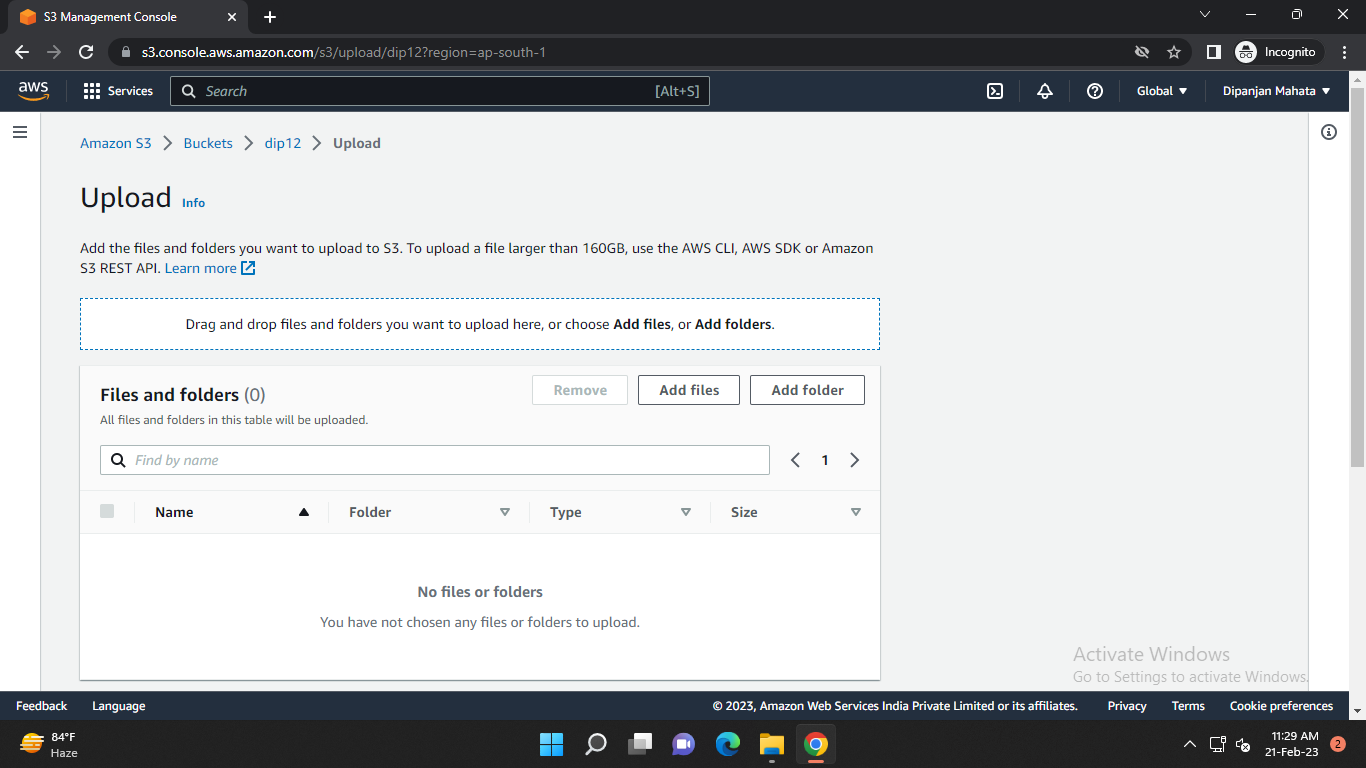 S3 Management Console
s3.console.aws.amazon.com/s3/upload/dip12?region=ap-south-1
Incognito
aws
Services
Search
[Alt+S]
Global
Dipanjan Mahata
Amazon S3
Buckets
dip12
Upload
Upload
Info
Add the files and folders you want to upload to S3. To upload a file larger than 160GB, use the AWS CLI, AWS SDK or Amazon
S3 REST API. Learn more
Drag and drop files and folders you want to upload here, or choose Add files, or Add folders.
Files and folders (0)
Remove
Add files
Add folder
All files and folders in this table will be uploaded.
Find by name
1
Name
Folder
Type
Size
No files or folders
You have not chosen any files or folders to upload.
Activate Windows
Go to Settings to activate Windows.
Feedback
Language
© 2023, Amazon Web Services India Private Limited or its affiliates.
Privacy
Terms
Cookie preferences
84°F
Haze
11:29 AM
21-Feb-23
2